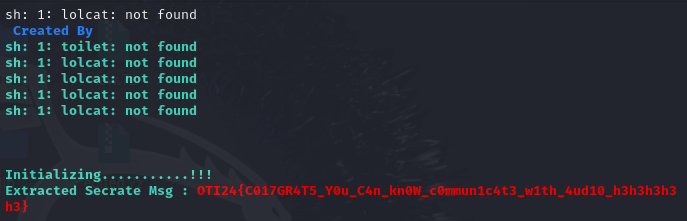 sh: 1: lolcat: not found
Created By
sh: 1: toilet: not found
sh: 1: lolcat: not found
sh: 1: lolcat: not found
sh: 1: lolcat: not found
sh: 1: lolcat: not found
Initializing...........!!!
Extracted Secrate Msg : OTI24{C017GR4T5_Y0u_C4n_kn0W_c0mmun1c4t3_w1th_4ud10_h3h3h3h3
h3}